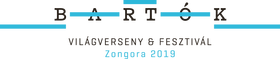 BARTÓK
VILÁGVERSENY & FESZTIVÁL
Zongora 2019